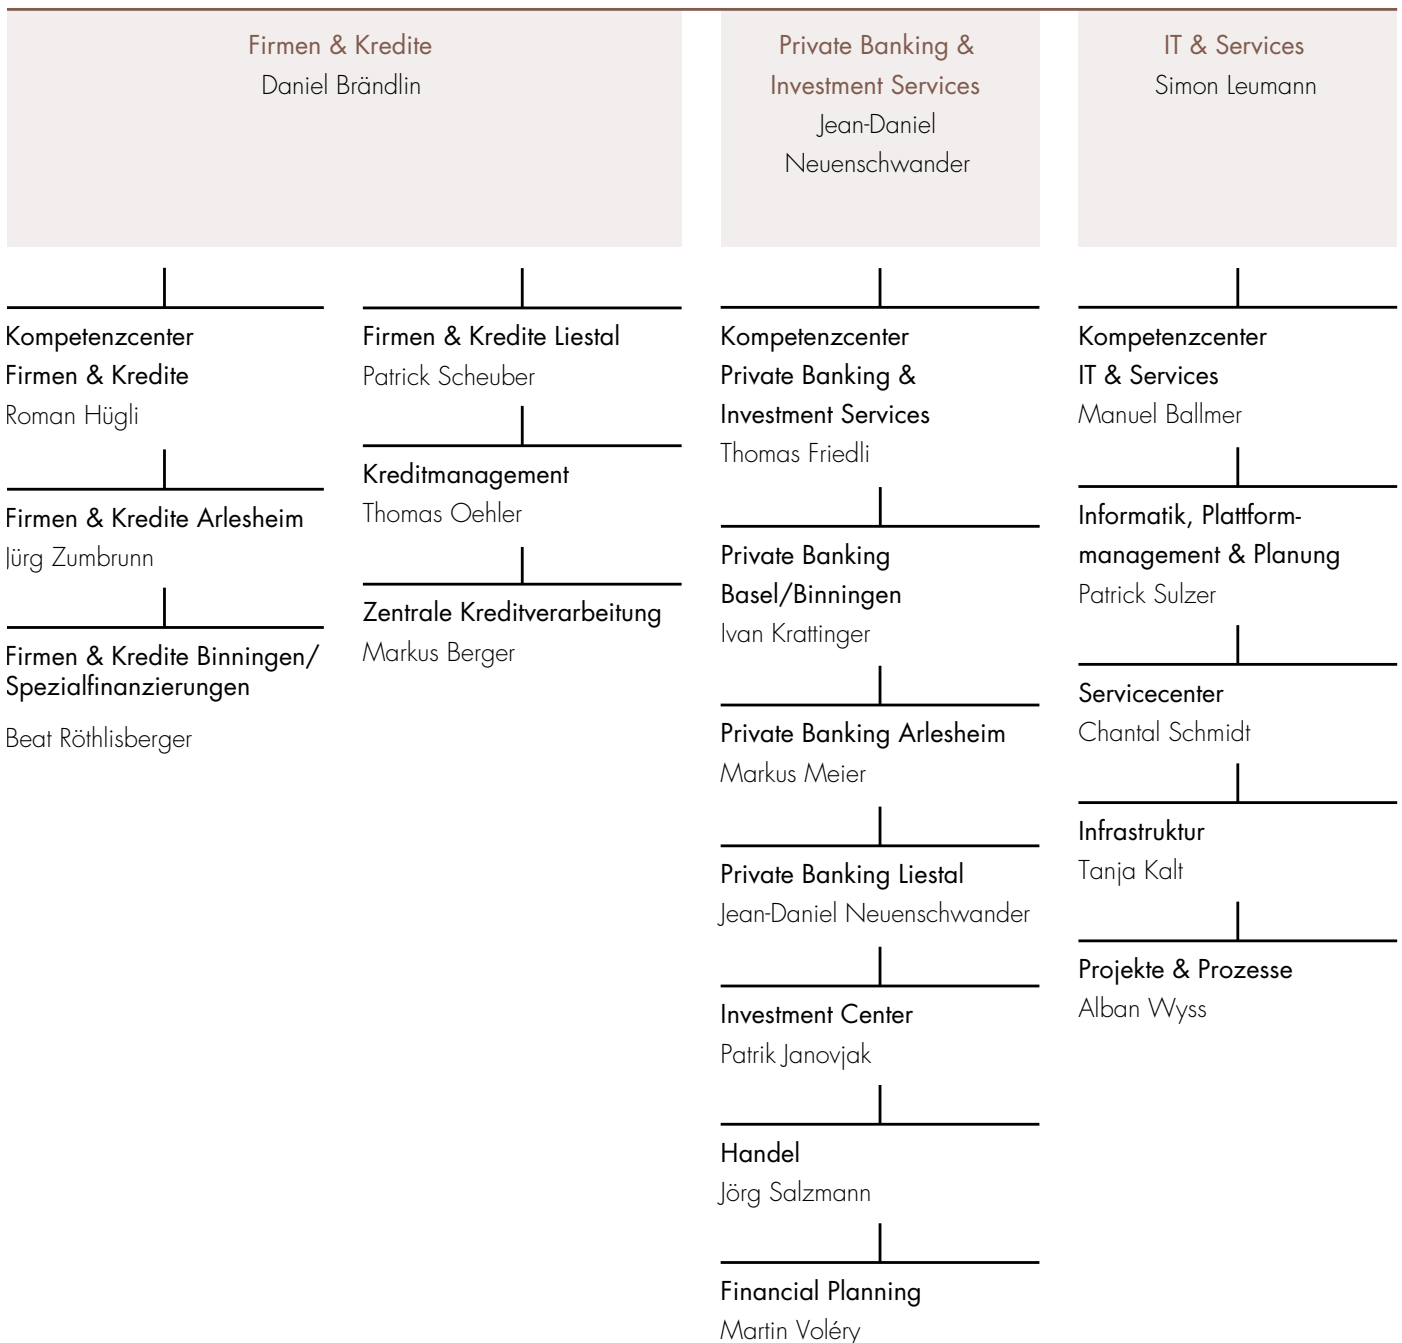 Firmen & Kredite
Daniel Brändlin
Private Banking &
Investment Services
Jean-Daniel
Neuenschwander
IT & Services
Simon Leumann
Kompetenzcenter
Firmen & Kredite
Roman Hügli
Firmen & Kredite Arlesheim
Jürg Zumbrunn
Firmen & Kredite Binningen/
Spezialfinanzierungen
Beat Röthlisberger
Firmen & Kredite Liestal
Patrick Scheuber
Kreditmanagement
Thomas Oehler
Zentrale Kreditverarbeitung
Markus Berger
Kompetenzcenter
Private Banking &
Investment Services
Thomas Friedli
Private Banking
Basel/Binningen
Ivan Krattinger
Private Banking Arlesheim
Markus Meier
Private Banking Liestal
Jean-Daniel Neuenschwander
Investment Center
Patrik Janovjak
Handel
Jörg Salzmann
Financial Planning
Martin Voléry
Kompetenzcenter
IT & Services
Manuel Ballmer
Informatik, Plattform-
management & Planung
Patrick Sulzer
Servicecenter
Chantal Schmidt
Infrastruktur
Tanja Kalt
Projekte & Prozesse
Alban Wyss